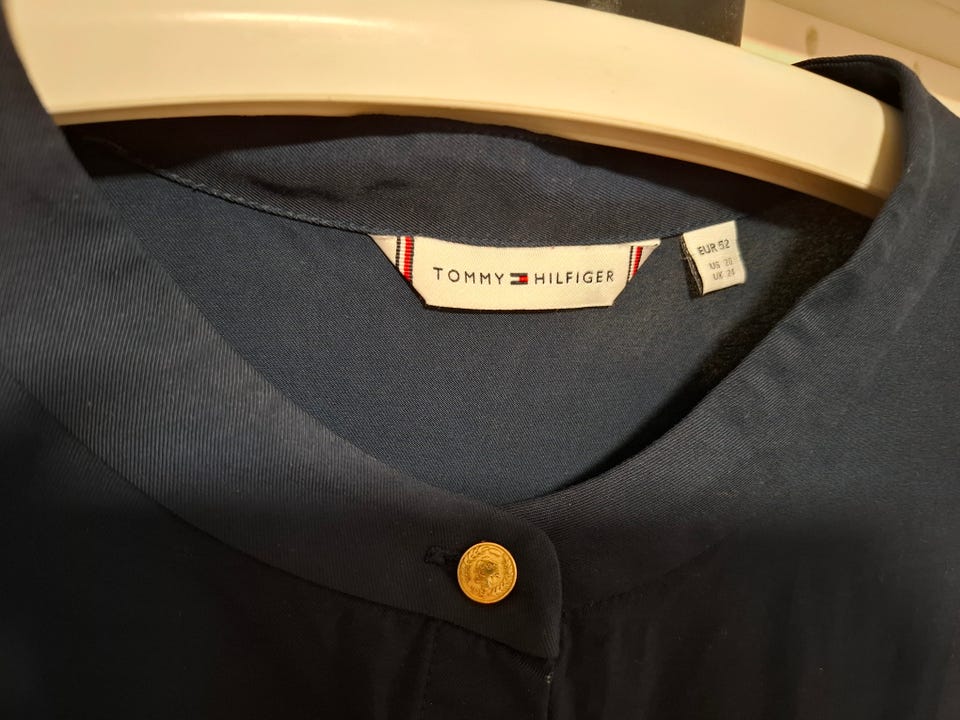 TOMMY HILFIGER
EUR 52
US 20
UK 24